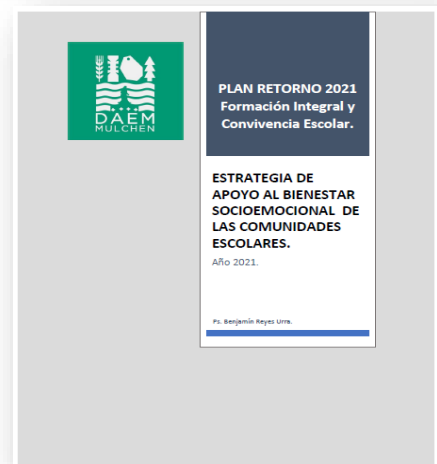 DAEM
MULCHÉN
PLAN RETORNO 2021
Formación Integral y
Convivencia Escolar.
ESTRATEGIA DE
APOYO AL BIENESTAR
SOCIOEMOCIONAL DE
LAS COMUNIDADES
ESCOLARES.
Año 2021.
Ps. Benjamín Reyes Urra.